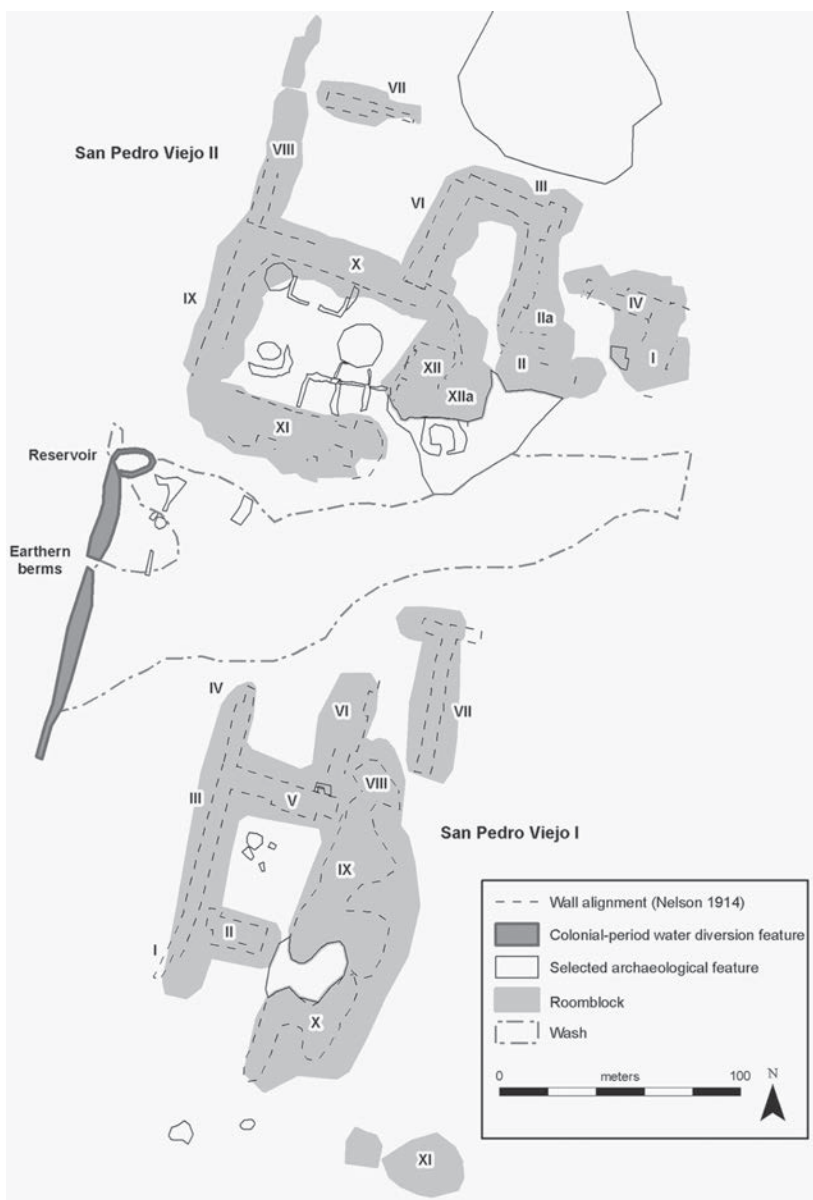 VII
San Pedro Viejo II
VIII
III
VI
X
IX
IV
IIa
I
II
XII
XIIa
XI
Reservoir
Earthern
berms
IV
VI
VII
VIII
III
V
San Pedro Viejo I
IX
II
I
X
XI
Wall alignment (Nelson 1914)
Colonial-period water diversion feature
Selected archaeological feature
Roomblock
Wash
0 meters 100 N